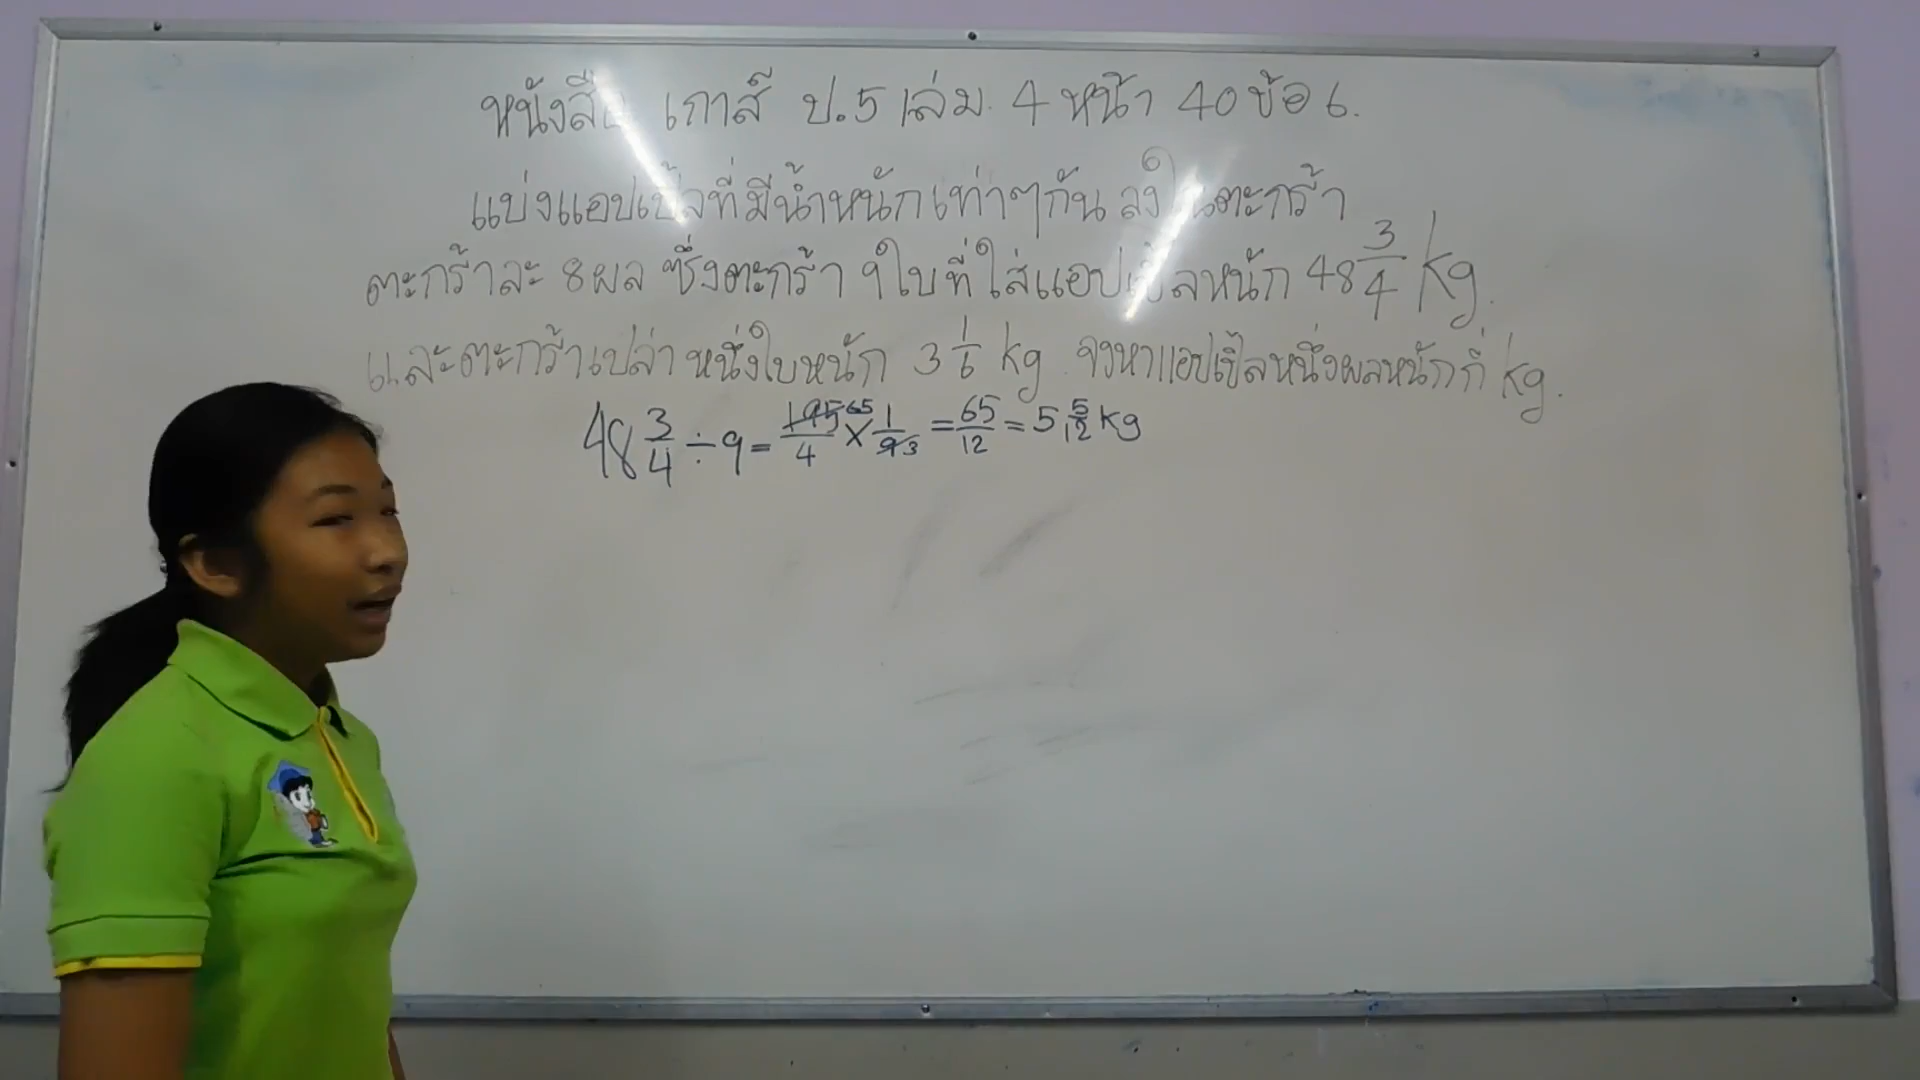 หนังสือ เกาส์ ป.5 เล่ม 4 หน้า 40 ข้อ 6.
แบ่งแอปเปิ้ลที่มีน้ำหนักเท่าๆกัน ลงในตะกร้า
ตะกร้าละ 8 ผล ซึ่งตะกร้า 9 ใบที่ใส่แอปเปิ้ลหนัก 48 3/4 kg.
และตะกร้าเปล่าหนึ่งใบหนัก 3 1/6 kg จงหาแอปเปิ้ลหนึ่งผลหนักกี่ kg.
48 3/4 ÷ 9 = 195/4 65 × 1/9 3 = 65/12 = 5 5/12 kg